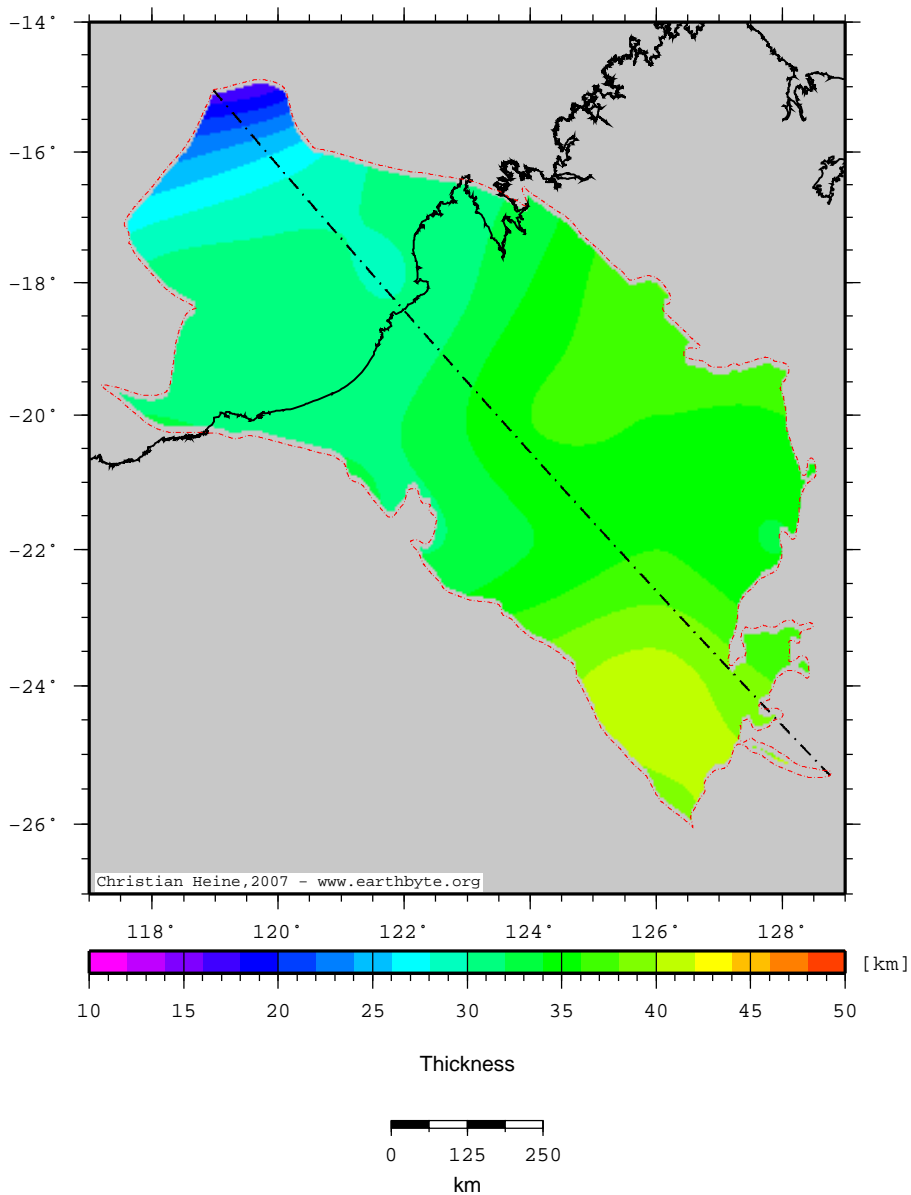 −14˚
−16˚
−18˚
−20˚
−22˚
−24˚
−26˚
Christian Heine,2007 - www.earthbyte.org
118˚ 120˚ 122˚ 124˚ 126˚ 128˚
[km]
10 15 20 25 30 35 40 45 50
Thickness
0 125 250
km